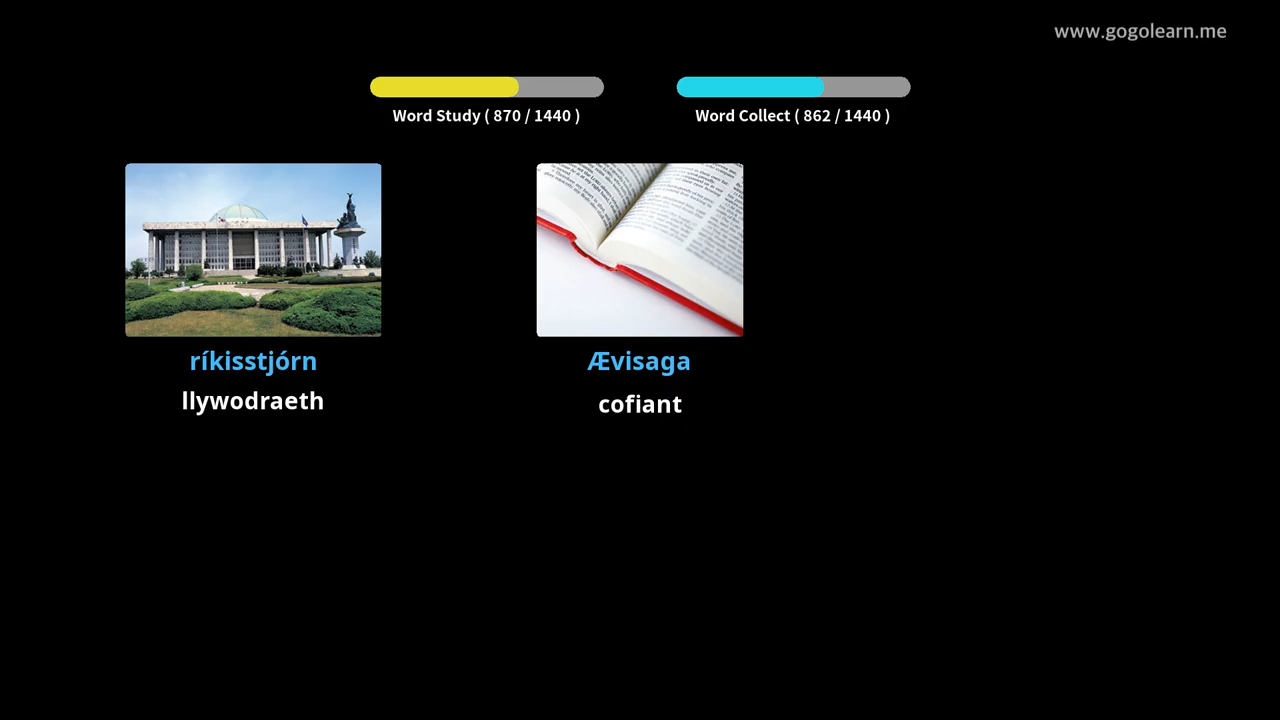 www.gogolearn.me
Word Study ( 870 / 1440 )
Word Collect ( 862 / 1440 )
ríkisstjórn
llywodraeth
Ævisaga
cofiant